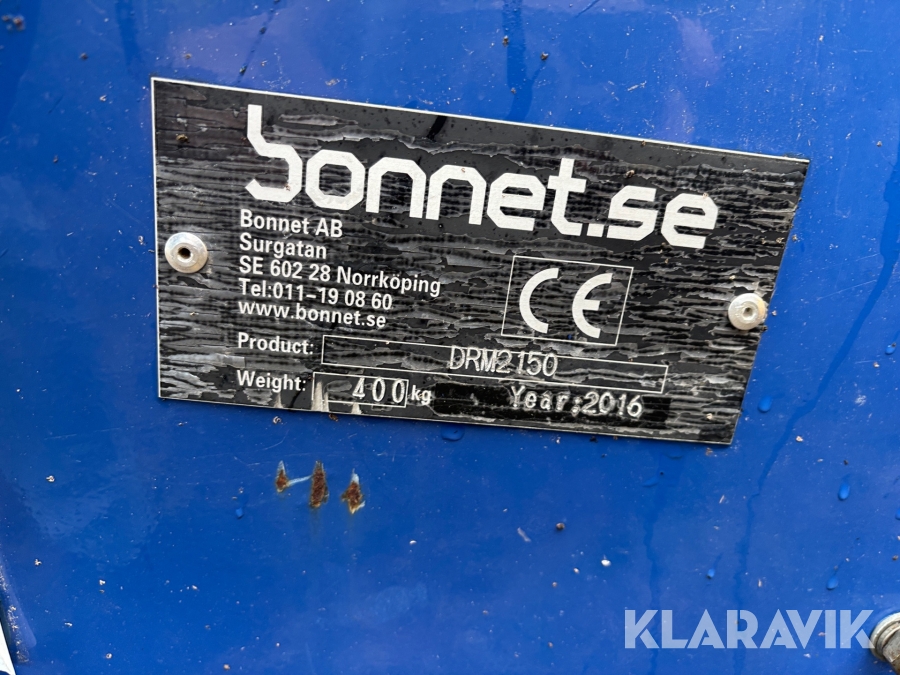 bonnet.se
Bonnet AB
Surgatan
SE 602 28 Norrköping
Tel:011-19 08 60
www.bonnet.se
CE
Product: DRM2150
Weight: 400 kg Year;2016
KLARAVIK